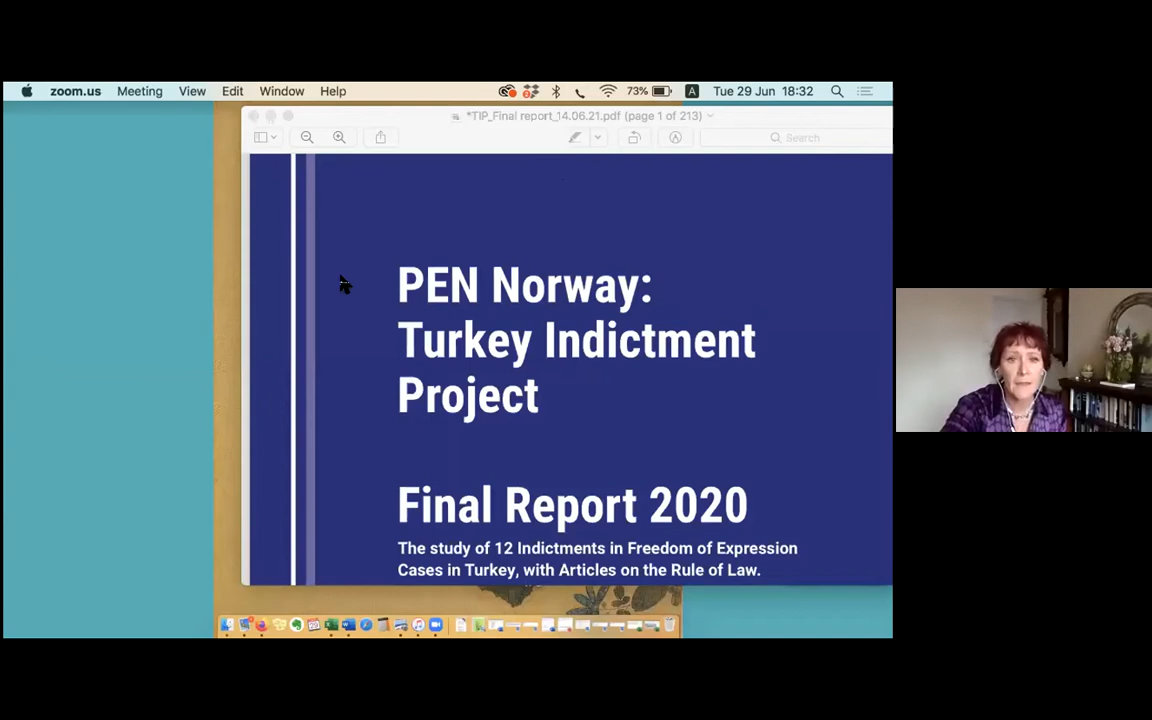 zoom.us Meeting View Edit Window Help 73% A Tue 29 Jun 18:32
*TIP_Final report_14.06.21.pdf (page 1 of 213)
Search
PEN Norway:
Turkey Indictment
Project
Final Report 2020
The study of 12 Indictments in Freedom of Expression
Cases in Turkey, with Articles on the Rule of Law.